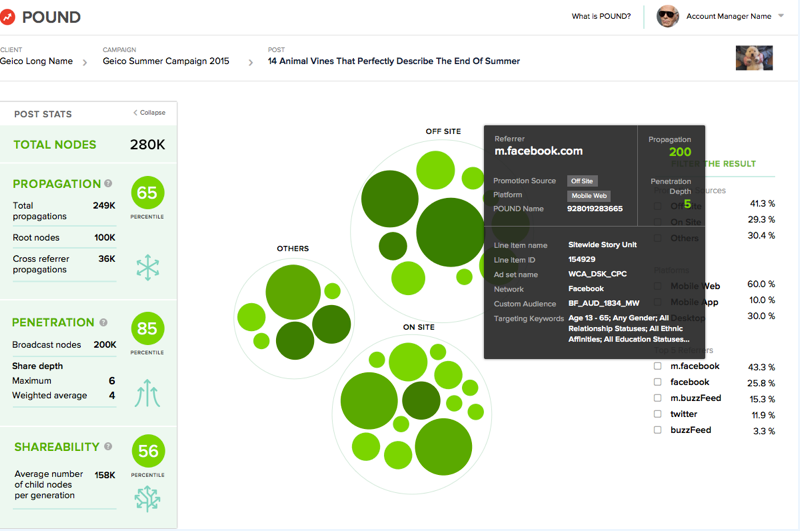 POUND
What is POUND?
Account Manager Name
CLIENT
Geico Long Name
CAMPAIGN
Geico Summer Campaign 2015
POST
14 Animal Vines That Perfectly Describe The End Of Summer
POST STATS
Collapse
TOTAL NODES 280K
PROPAGATION ?
65
PERCENTILE
Total
propagations 249K
Root nodes 100K
Cross referrer
propagations 36K
PENETRATION ?
85
PERCENTILE
Broadcast nodes 200K
Share depth
Maximum 6
Weighted average 4
SHAREABILITY ?
56
PERCENTILE
Average number
of child nodes
per generation 158K
OFF SITE
OTHERS
ON SITE
Referrer
m.facebook.com
Propagation
200
Promotion Source Off Site
Platform Mobile Web
POUND Name 928019283665
Penetration
Depth
5
Line item name Sitewide Story Unit
Line Item ID 154929
Ad set name WCA_DSK_CPC
Network Facebook
Custom Audience BF_AUD_1834_MW
Targeting Keywords Age 13 - 65; Any Gender; All
Relationship Statuses; All Ethnic
Affinities; All Education Statuses...
FILTER THE RESULT
Off Site 41.3 %
On Site 29.3 %
Others 30.4 %
Mobile Web 60.0 %
Mobile App 10.0 %
Desktop 30.0 %
m.facebook 43.3 %
facebook 25.8 %
m.buzzFeed 15.3 %
twitter 11.9 %
buzzFeed 3.3 %